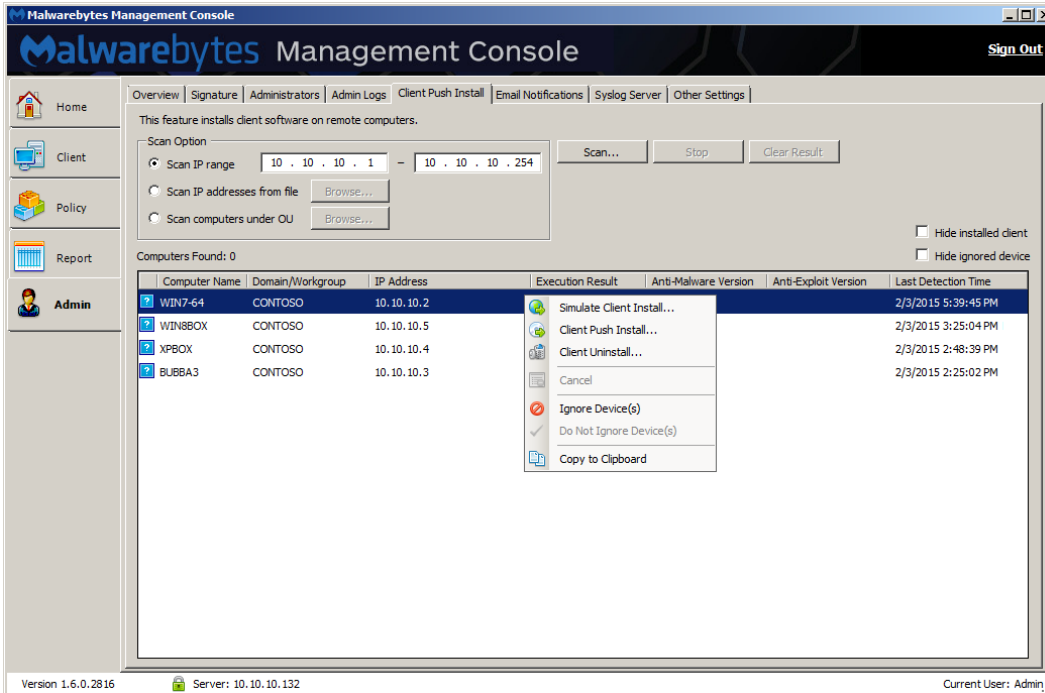 Malwarebytes Management Console
Malwarebytes Management Console
Sign Out
Home
Client
Policy
Report
Admin
Overview Signature Administrators Admin Logs Client Push Install Email Notifications Syslog Server Other Settings
This feature installs client software on remote computers.
Scan Option
Scan IP range 10 . 10 . 10 . 1 – 10 . 10 . 10 . 254
Scan... Stop Clear Result
Scan IP addresses from file Browse...
Scan computers under OU Browse...
Hide installed client
Computers Found: 0
Hide ignored device
Computer Name Domain/Workgroup IP Address Execution Result Anti-Malware Version Anti-Exploit Version Last Detection Time
WIN7-64 CONTOSO 10.10.10.2 2/3/2015 5:39:45 PM
WIN8BOX CONTOSO 10.10.10.5 2/3/2015 3:25:04 PM
XPBOX CONTOSO 10.10.10.4 2/3/2015 2:48:39 PM
BUBBA3 CONTOSO 10.10.10.3 2/3/2015 2:25:02 PM
Simulate Client Install...
Client Push Install...
Client Uninstall...
Cancel
Ignore Device(s)
Do Not Ignore Device(s)
Copy to Clipboard
Version 1.6.0.2816 Server: 10.10.10.132 Current User: Admin